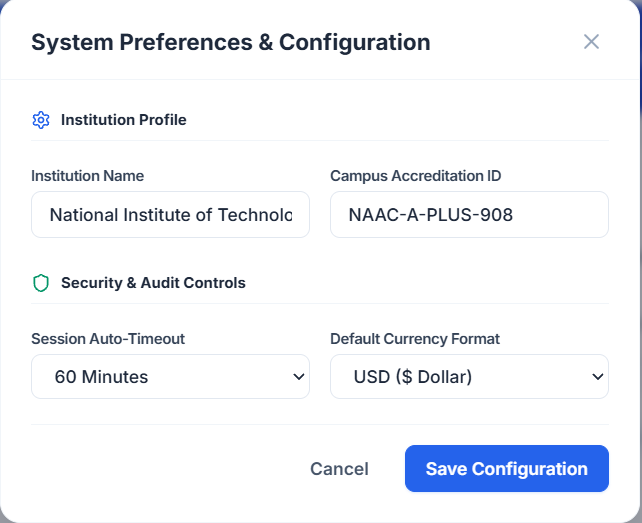 System Preferences & Configuration
Institution Profile
Institution Name
Campus Accreditation ID
National Institute of Technolo
NAAC-A-PLUS-908
Security & Audit Controls
Session Auto-Timeout
Default Currency Format
60 Minutes
USD ($ Dollar)
Cancel
Save Configuration